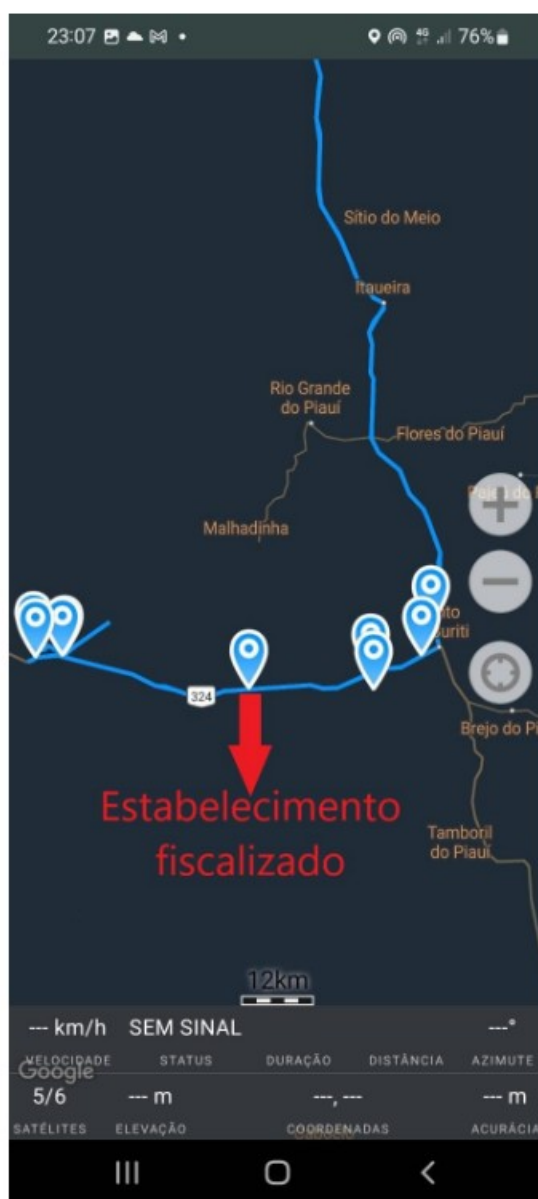 23:07
4G
76%
Sítio do Meio
Itaueira
Rio Grande
do Piauí
Flores do Piauí
Malhadinha
324
Brejo do Pi
Estabelecimento
fiscalizado
Tamboril
do Piauí
12km
--- km/h SEM SINAL ---°
VELOCIDADE STATUS DURAÇÃO DISTÂNCIA AZIMUTE
Google
5/6 --- m ---, --- --- m
SATÉLITES ELEVAÇÃO COORDENADAS ACURÁCIA